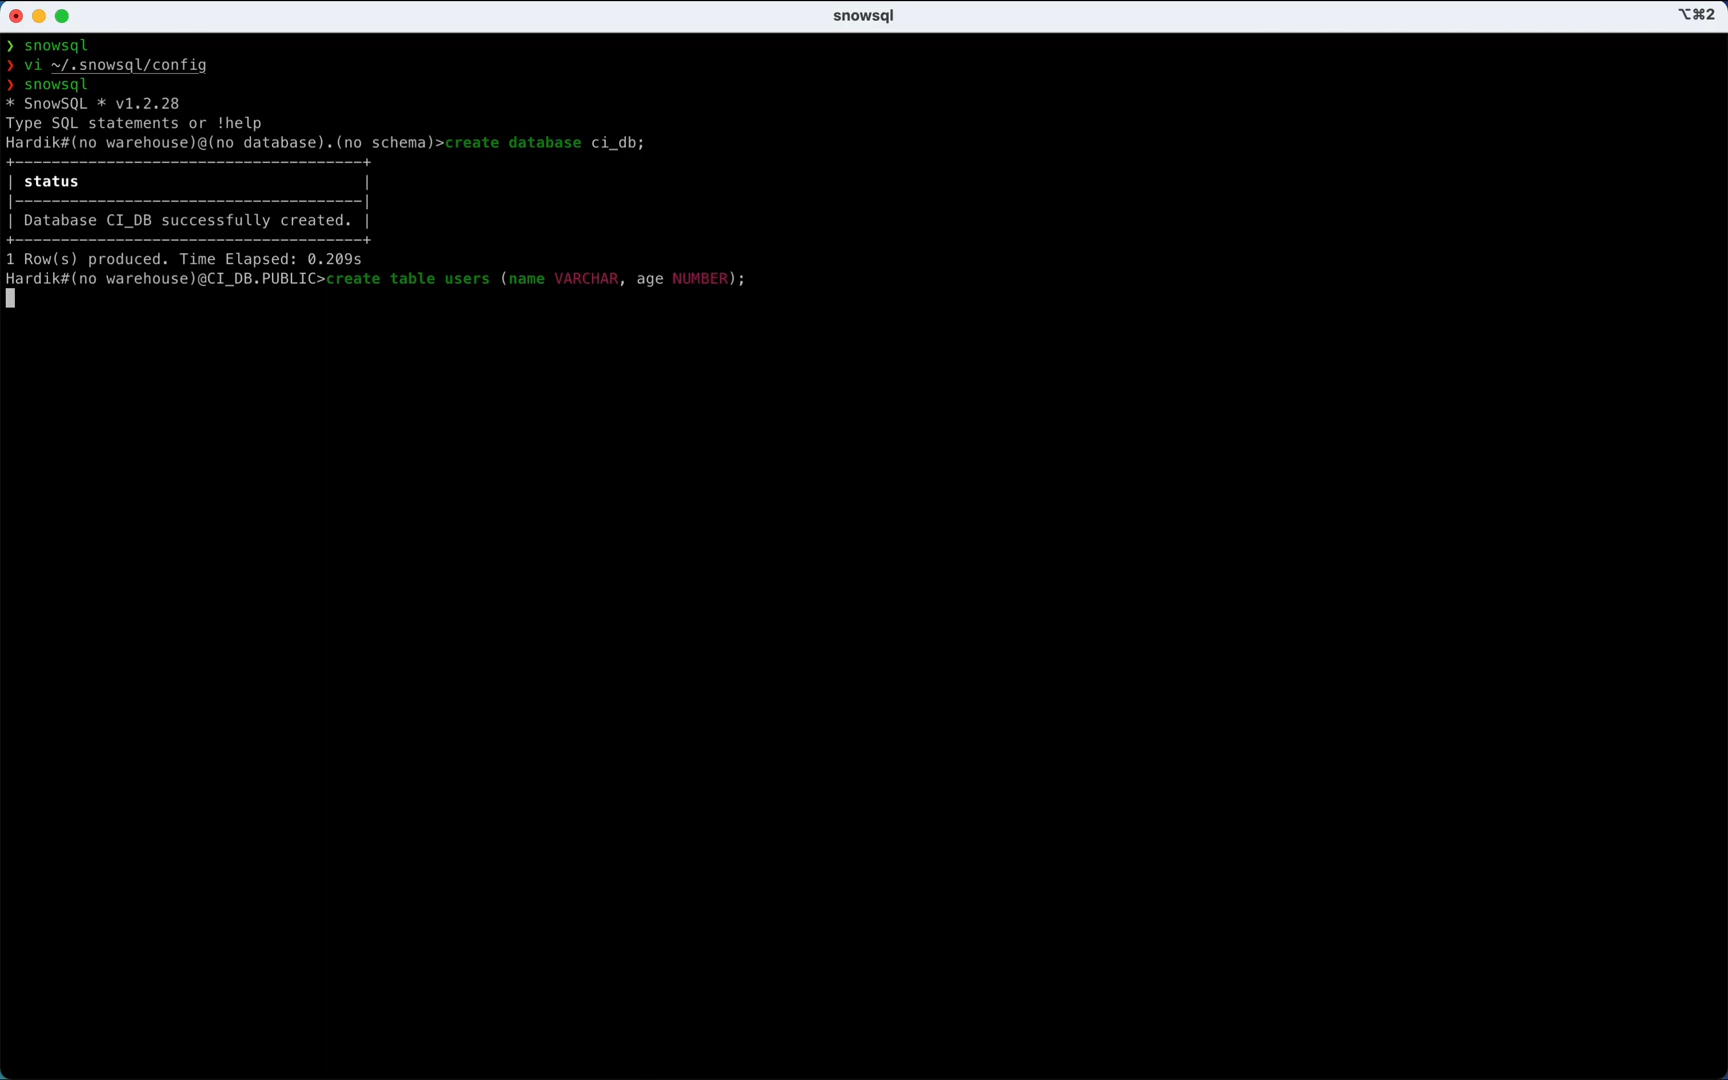 snowsql
⌥⌘2
❯ snowsql
❯ vi ~/.snowsql/config
❯ snowsql
* SnowSQL * v1.2.28
Type SQL statements or !help
Hardik#(no warehouse)@(no database).(no schema)>create database ci_db;
+--------------------------------------+
| status                               |
|--------------------------------------|
| Database CI_DB successfully created. |
+--------------------------------------+
1 Row(s) produced. Time Elapsed: 0.209s
Hardik#(no warehouse)@CI_DB.PUBLIC>create table users (name VARCHAR, age NUMBER);